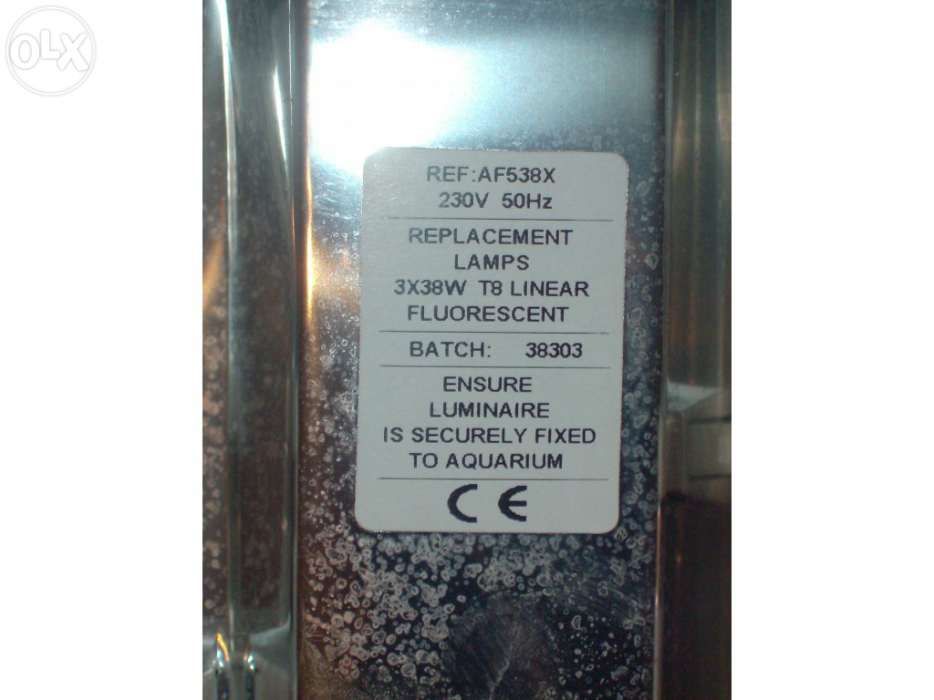 OLX
REF:AF538X
230V 50Hz
REPLACEMENT
LAMPS
3X38W T8 LINEAR
FLUORESCENT
BATCH: 38303
ENSURE
LUMINAIRE
IS SECURELY FIXED
TO AQUARIUM
CE